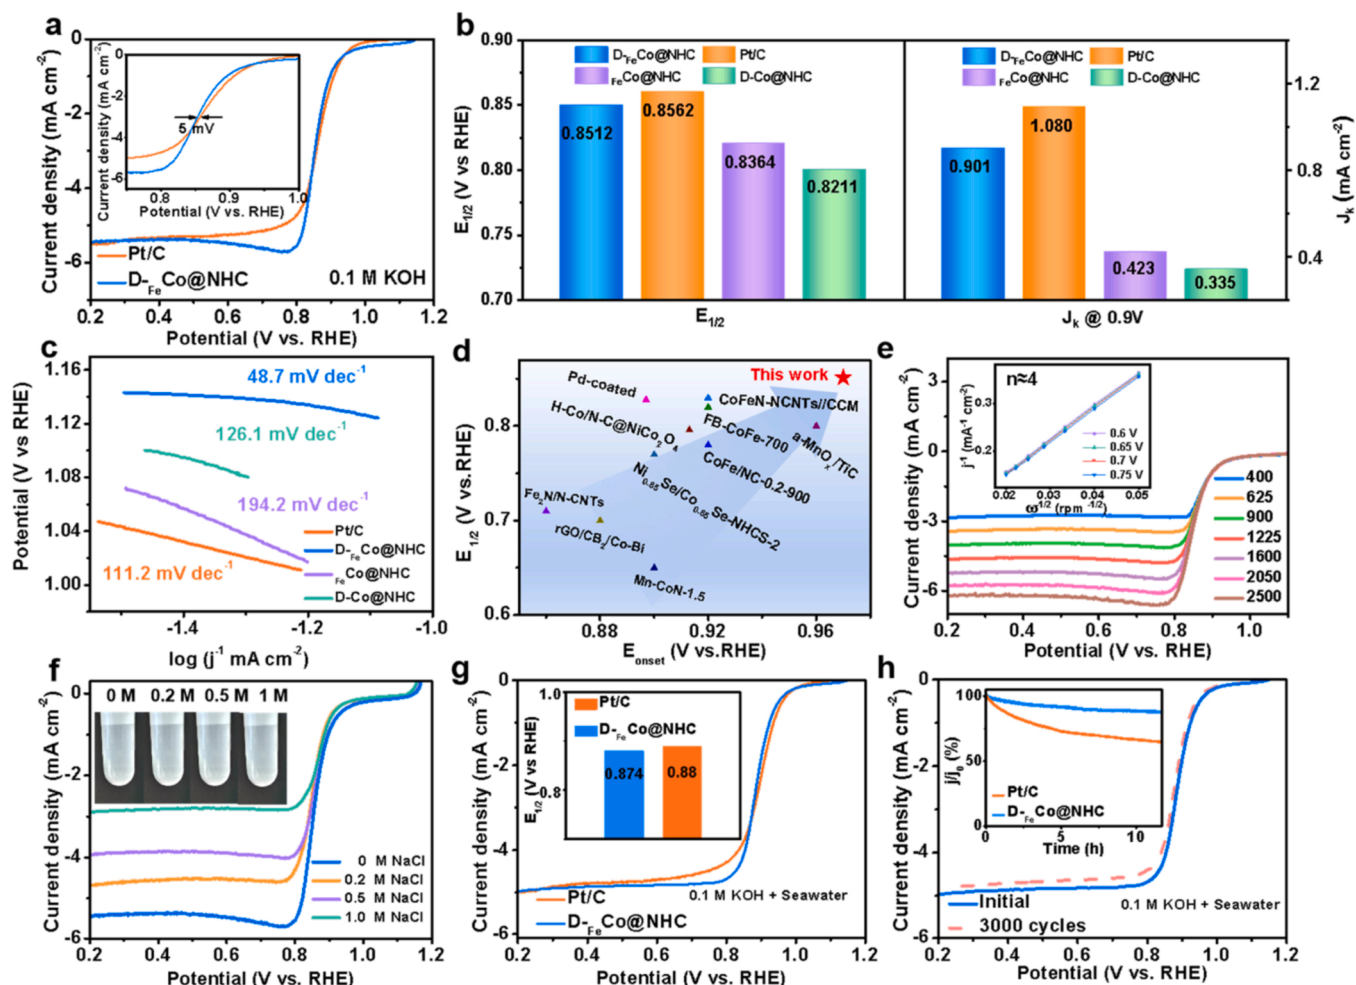 a
Current density (mA cm-2)
0
-2
-4
-6
0.2 0.4 0.6 0.8 1.0 1.2
Potential (V vs. RHE)
Current density (mA cm-2)
0
-2
-4
-6
0.8 0.9 1.0
Potential (V vs. RHE)
5 mV
Pt/C
D-FeCo@NHC
0.1 M KOH
b
E1/2 (V vs RHE)
0.90
0.85
0.80
0.75
0.70
D-FeCo@NHC Pt/C
FeCo@NHC D-Co@NHC
0.8512
0.8562
0.8364
0.8211
E1/2
D-FeCo@NHC Pt/C
FeCo@NHC D-Co@NHC
0.901
1.080
0.423
0.335
Jk @ 0.9V
1.2
0.8
0.4
Jk (mA cm-2)
c
Potential (V vs RHE)
1.16
1.12
1.08
1.04
1.00
48.7 mV dec-1
126.1 mV dec-1
194.2 mV dec-1
111.2 mV dec-1
Pt/C
D-FeCo@NHC
FeCo@NHC
D-Co@NHC
-1.4 -1.2 -1.0
log (j-1 mA cm-2)
d
E1/2 (V vs.RHE)
0.8
0.7
0.6
This work
Pd-coated
CoFeN-NCNTs//CCM
H-Co/N-C@NiCo2O4
FB-CoFe-700
a-MnOx/TiC
CoFe/NC-0.2-900
Ni0.85Se/Co0.85Se-NHCS-2
Fe2N/N-CNTs
rGO/CB2/Co-Bi
Mn-CoN-1.5
0.88 0.92 0.96
Eonset (V vs.RHE)
e
Current density (mA cm-2)
3
0
-3
-6
n≈4
j-1 (mA-1 cm-2)
0.3
0.2
0.6 V
0.65 V
0.7 V
0.75 V
0.02 0.03 0.04 0.05
ω-1/2 (rpm -1/2)
400
625
900
1225
1600
2050
2500
0.2 0.4 0.6 0.8 1.0
Potential (V vs. RHE)
f
Current density (mA cm-2)
0
-2
-4
-6
0 M 0.2 M 0.5 M 1 M
0 M NaCl
0.2 M NaCl
0.5 M NaCl
1.0 M NaCl
0.2 0.4 0.6 0.8 1.0 1.2
Potential (V vs. RHE)
g
Current density (mA cm-2)
0
-2
-4
-6
E1/2 (V vs RHE)
1.0
0.8
Pt/C
D-FeCo@NHC
0.874
0.88
Pt/C
D-FeCo@NHC
0.1 M KOH + Seawater
0.2 0.4 0.6 0.8 1.0 1.2
Potential (V vs. RHE)
h
Current density (mA cm-2)
0
-2
-4
-6
j/j0 (%)
100
50
0
Pt/C
D-FeCo@NHC
0 5 10
Time (h)
Initial
3000 cycles
0.1 M KOH + Seawater
0.2 0.4 0.6 0.8 1.0 1.2
Potential (V vs. RHE)